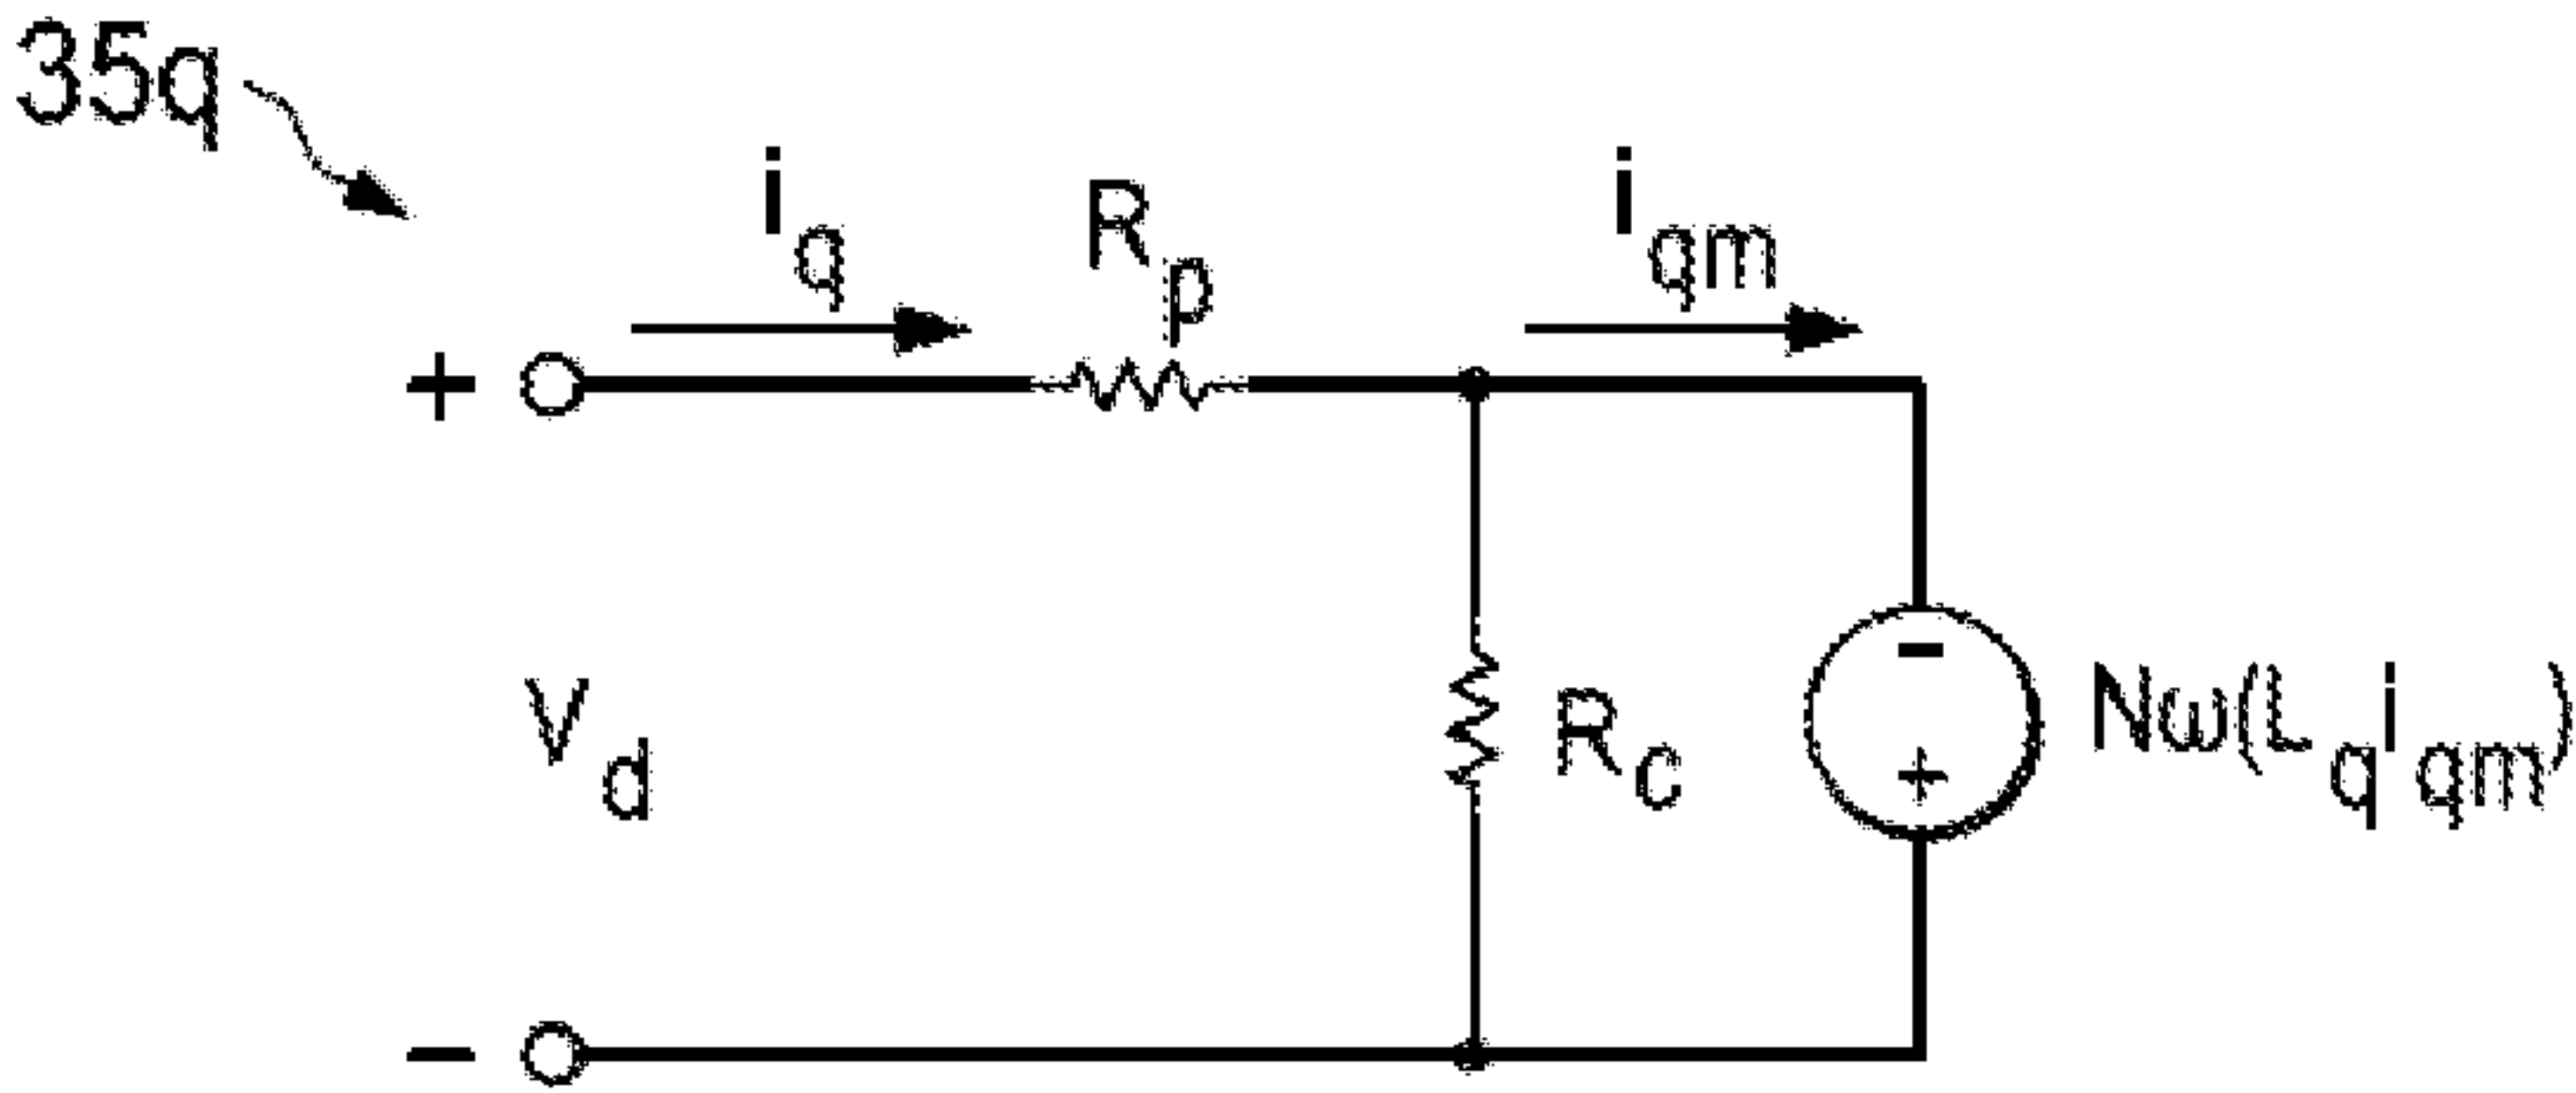 35q
i_q R_p i_qm
+
V_d R_c - + Nω(L_q i_qm)
-